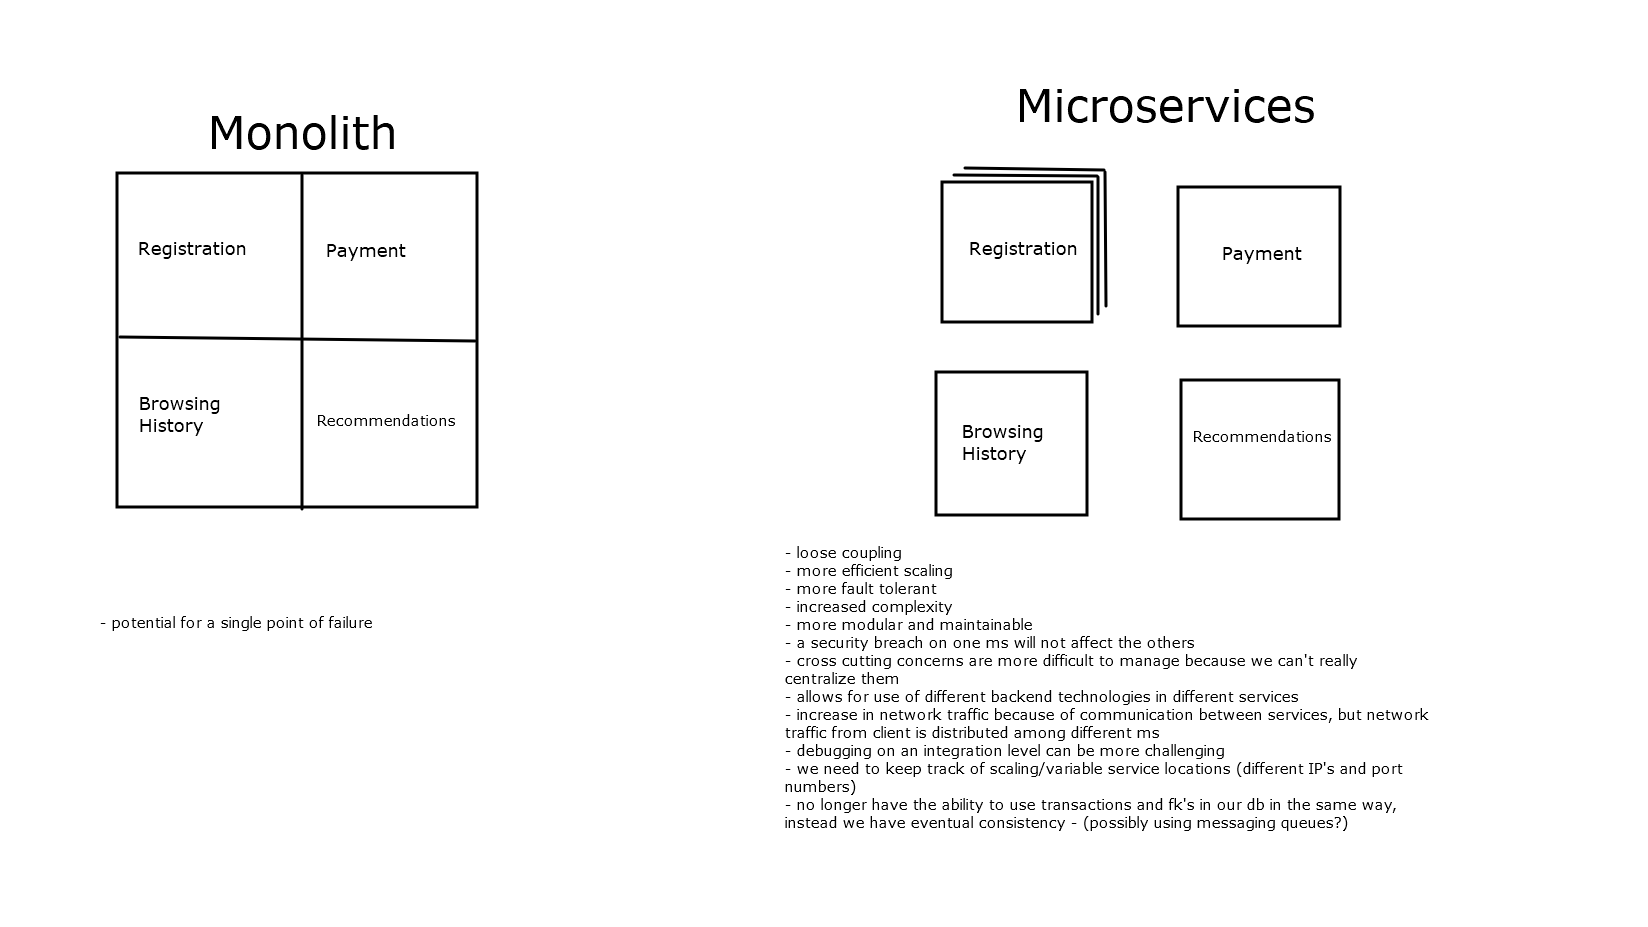 Monolith
Registration
Payment
Browsing
History
Recommendations
- potential for a single point of failure
Microservices
Registration
Payment
Browsing
History
Recommendations
- loose coupling
- more efficient scaling
- more fault tolerant
- increased complexity
- more modular and maintainable
- a security breach on one ms will not affect the others
- cross cutting concerns are more difficult to manage because we can't really
centralize them
- allows for use of different backend technologies in different services
- increase in network traffic because of communication between services, but network
traffic from client is distributed among different ms
- debugging on an integration level can be more challenging
- we need to keep track of scaling/variable service locations (different IP's and port
numbers)
- no longer have the ability to use transactions and fk's in our db in the same way,
instead we have eventual consistency - (possibly using messaging queues?)